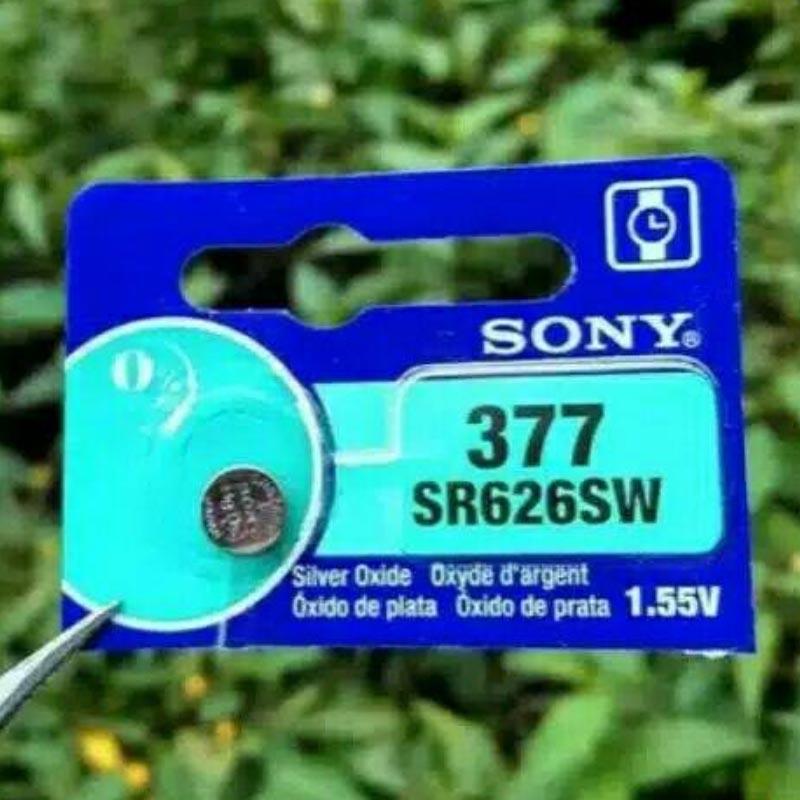 SONY®
377
SR626SW
Silver Oxide Oxyde d'argent
Óxido de plata Óxido de prata 1.55V